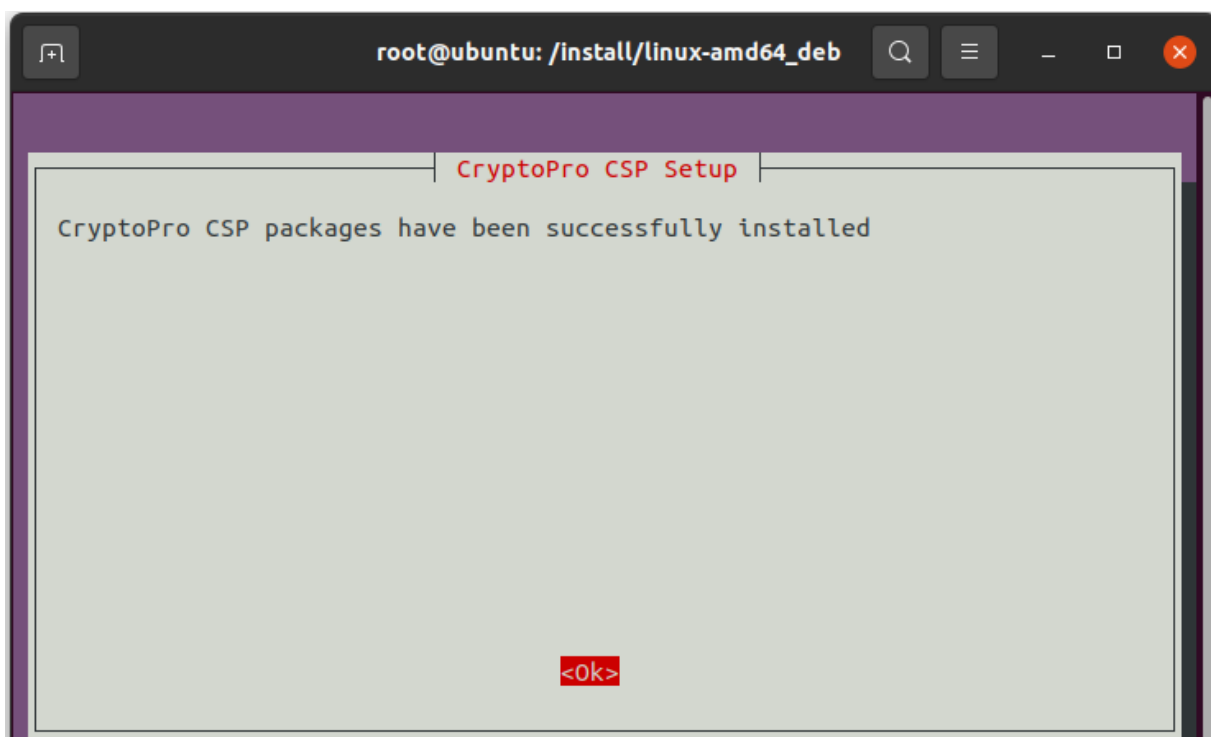 root@ubuntu: /install/linux-amd64_deb
CryptoPro CSP Setup
CryptoPro CSP packages have been successfully installed
<Ok>